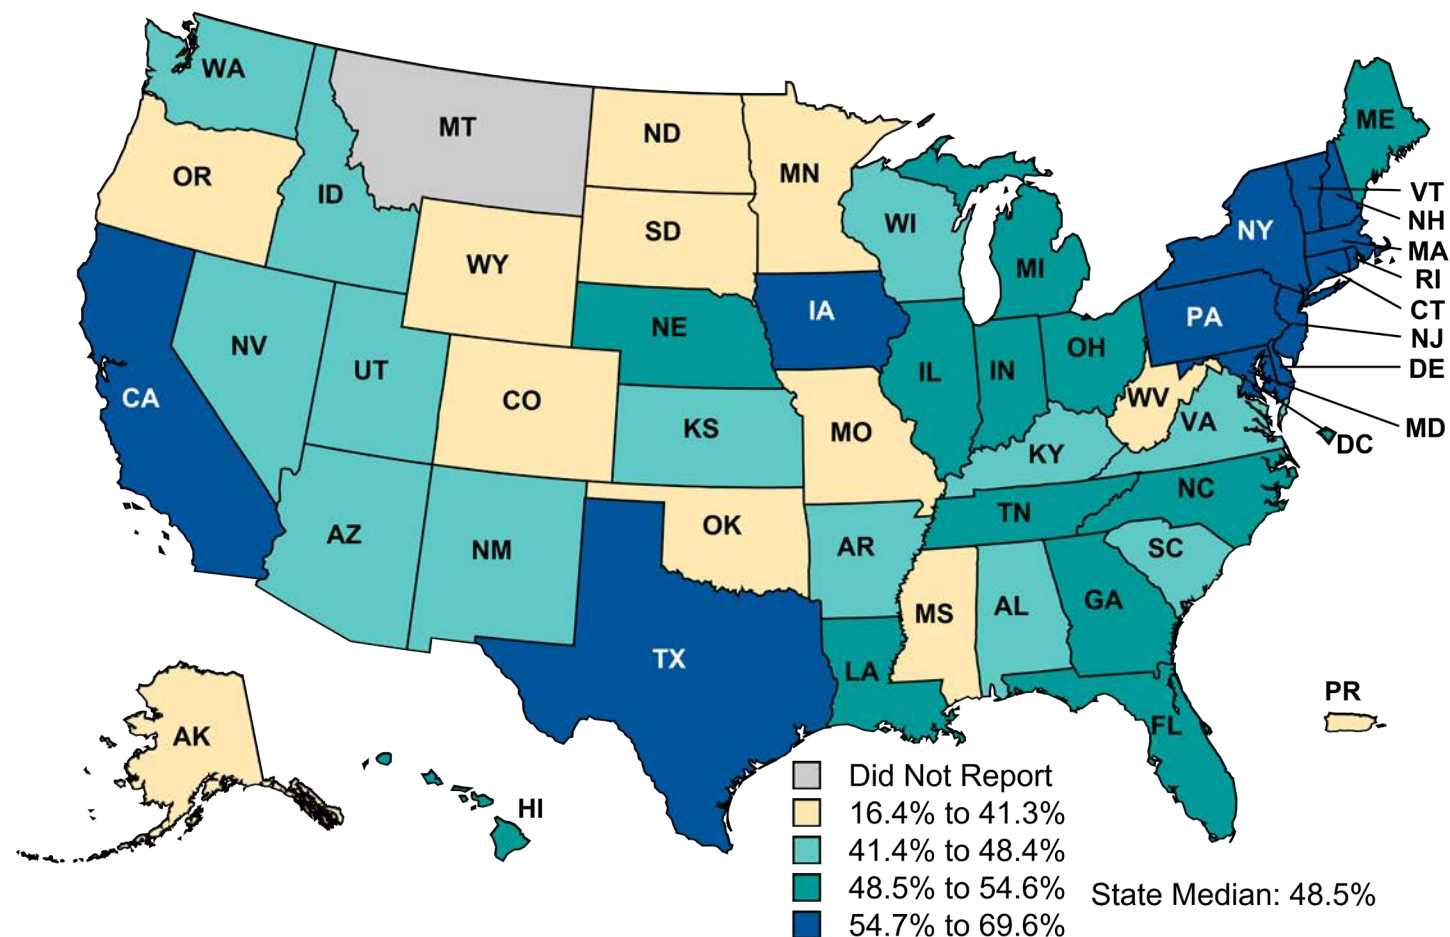 WA
MT
ND
MN
ME
OR
ID
SD
WI
VT
NH
NY
MA
WY
MI
RI
CT
IA
PA
NJ
NE
NV
UT
IL
IN
OH
DE
CA
CO
KS
MO
WV
VA
MD
DC
KY
NC
AZ
NM
OK
AR
TN
SC
MS
AL
GA
TX
LA
PR
FL
AK
HI
Did Not Report
16.4% to 41.3%
41.4% to 48.4%
48.5% to 54.6%
State Median: 48.5%
54.7% to 69.6%